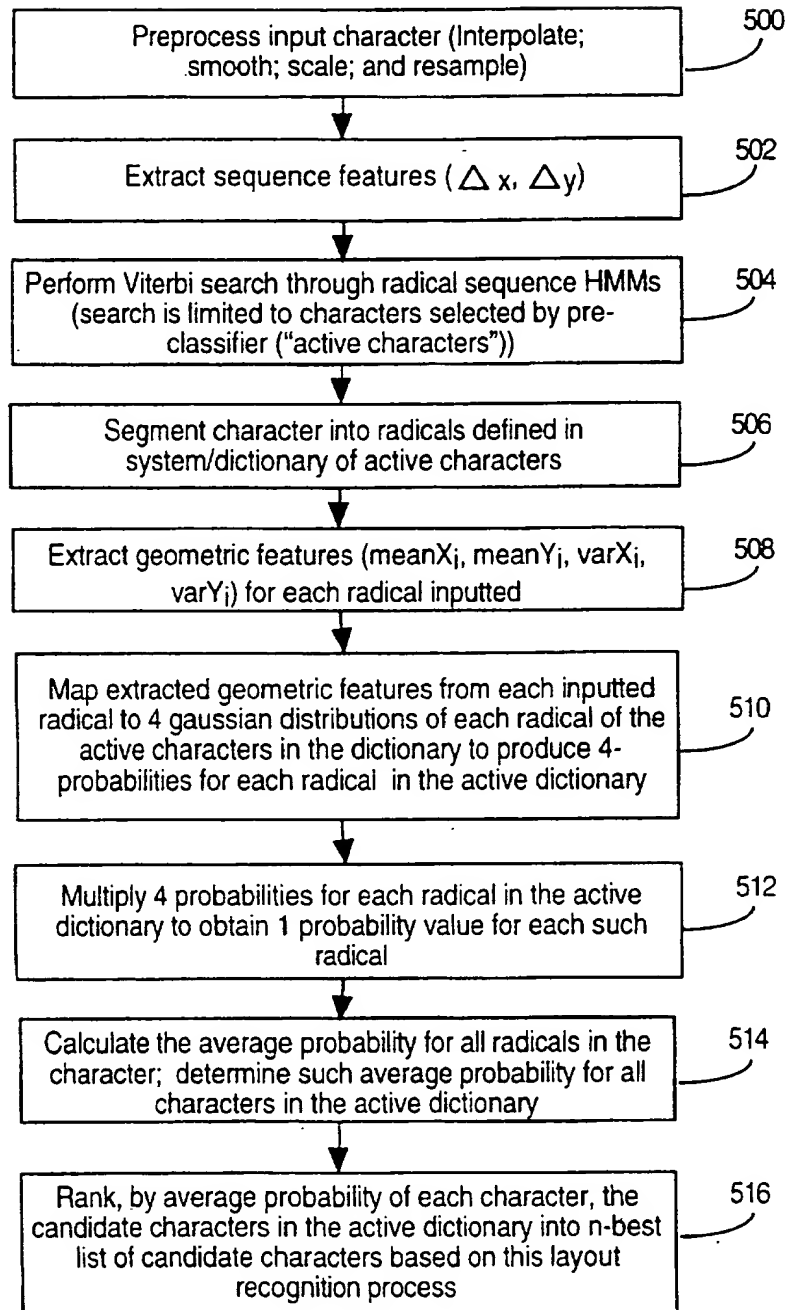 Preprocess input character (Interpolate;
smooth; scale; and resample)
500
Extract sequence features (△ x, △ y)
502
Perform Viterbi search through radical sequence HMMs
(search is limited to characters selected by pre-
classifier ("active characters"))
504
Segment character into radicals defined in
system/dictionary of active characters
506
Extract geometric features (meanXi, meanYi, varXi,
varYi) for each radical inputted
508
Map extracted geometric features from each inputted
radical to 4 gaussian distributions of each radical of the
active characters in the dictionary to produce 4-
probabilities for each radical in the active dictionary
510
Multiply 4 probabilities for each radical in the active
dictionary to obtain 1 probability value for each such
radical
512
Calculate the average probability for all radicals in the
character; determine such average probability for all
characters in the active dictionary
514
Rank, by average probability of each character, the
candidate characters in the active dictionary into n-best
list of candidate characters based on this layout
recognition process
516